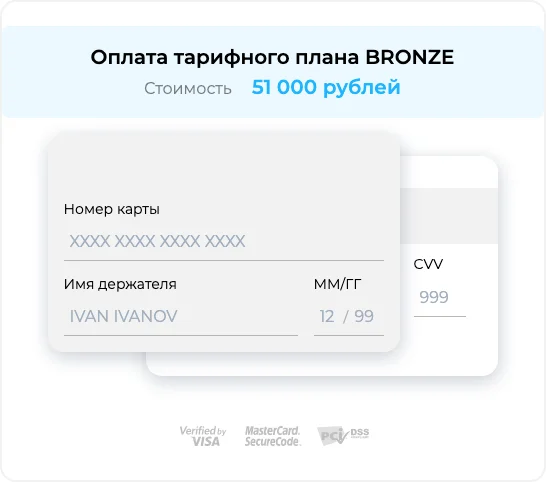 Оплата тарифного плана BRONZE
Стоимость 51 000 рублей
Номер карты
XXXX XXXX XXXX XXXX
Имя держателя ММ/ГГ CVV
IVAN IVANOV 12 / 99 999
Verified by VISA
MasterCard. SecureCode.
PCI DSS